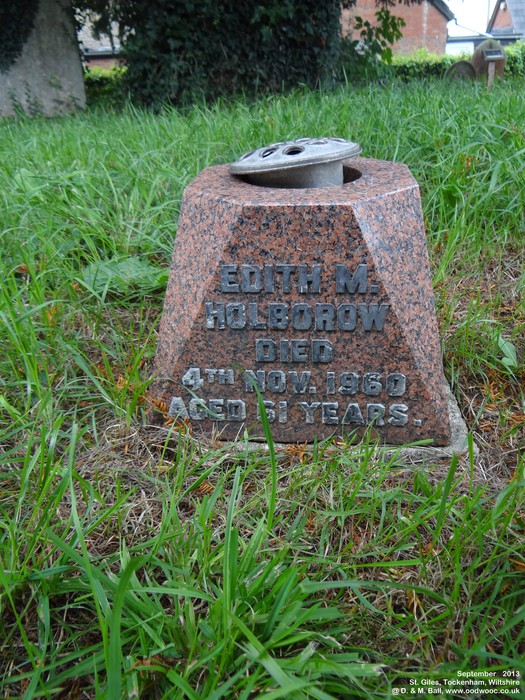 EDITH M.
HOLBOROW
DIED
4TH NOV. 1960
AGED 61 YEARS.
September 2013
St. Giles, Tockenham, Wiltshire
@ D. & M. Ball, www.oodwooc.co.uk